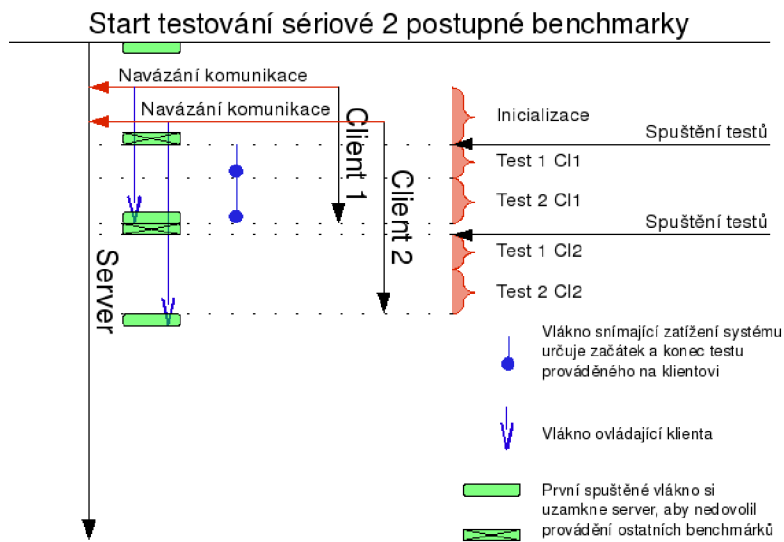 Start testování sériové 2 postupné benchmarky
Navázání komunikace
Navázání komunikace
Inicializace
Spuštění testů
Test 1 Cl1
Test 2 Cl1
Spuštění testů
Test 1 Cl2
Test 2 Cl2
Client 1
Client 2
Server
Vlákno snímající zatížení systému
určuje začátek a konec testu
prováděného na klientovi
Vlákno ovládající klienta
První spuštěné vlákno si
uzamkne server, aby nedovolil
provádění ostatních benchmárků